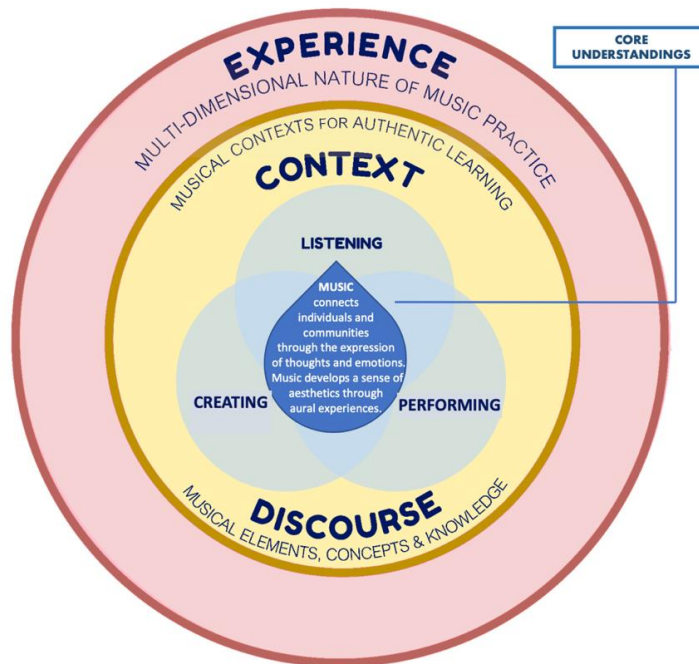 CORE
UNDERSTANDINGS
EXPERIENCE
MULTI-DIMENSIONAL NATURE OF MUSIC PRACTICE
MUSICAL CONTEXTS FOR AUTHENTIC LEARNING
CONTEXT
LISTENING
MUSIC
connects
individuals and
communities
through the expression
of thoughts and emotions.
Music develops a sense of
aesthetics through
aural experiences.
CREATING
PERFORMING
DISCOURSE
MUSICAL ELEMENTS, CONCEPTS & KNOWLEDGE